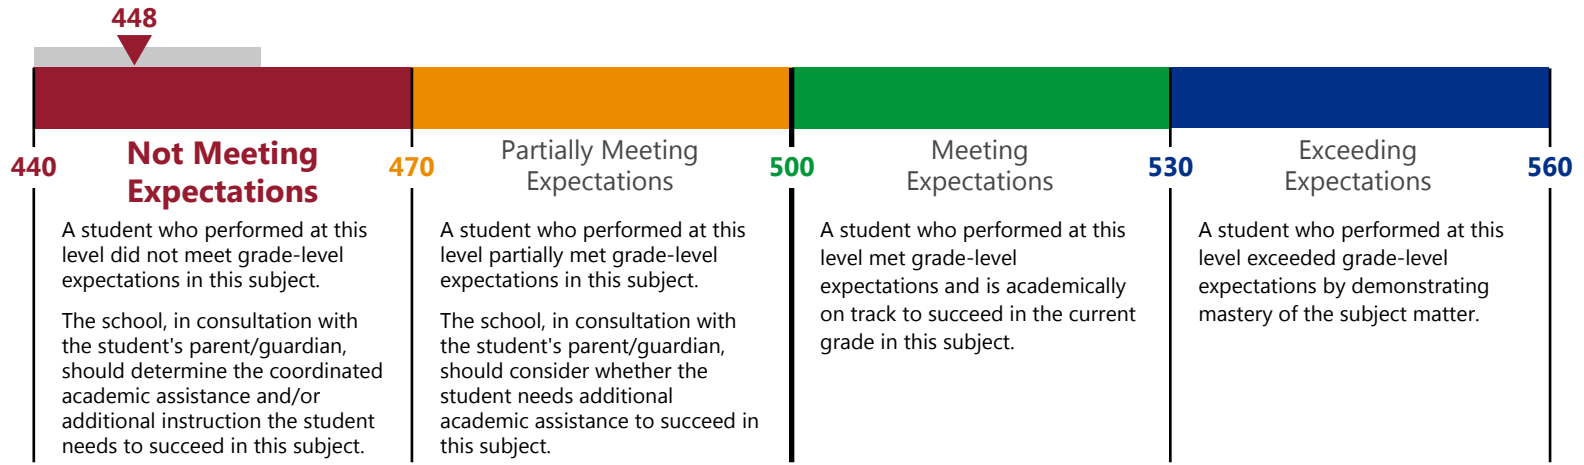 448
440
Not Meeting
Expectations
A student who performed at this
level did not meet grade-level
expectations in this subject.
The school, in consultation with
the student's parent/guardian,
should determine the coordinated
academic assistance and/or
additional instruction the student
needs to succeed in this subject.
470
Partially Meeting
Expectations
A student who performed at this
level partially met grade-level
expectations in this subject.
The school, in consultation with
the student's parent/guardian,
should consider whether the
student needs additional
academic assistance to succeed in
this subject.
500
Meeting
Expectations
A student who performed at this
level met grade-level
expectations and is academically
on track to succeed in the current
grade in this subject.
530
Exceeding
Expectations
A student who performed at this
level exceeded grade-level
expectations by demonstrating
mastery of the subject matter.
560